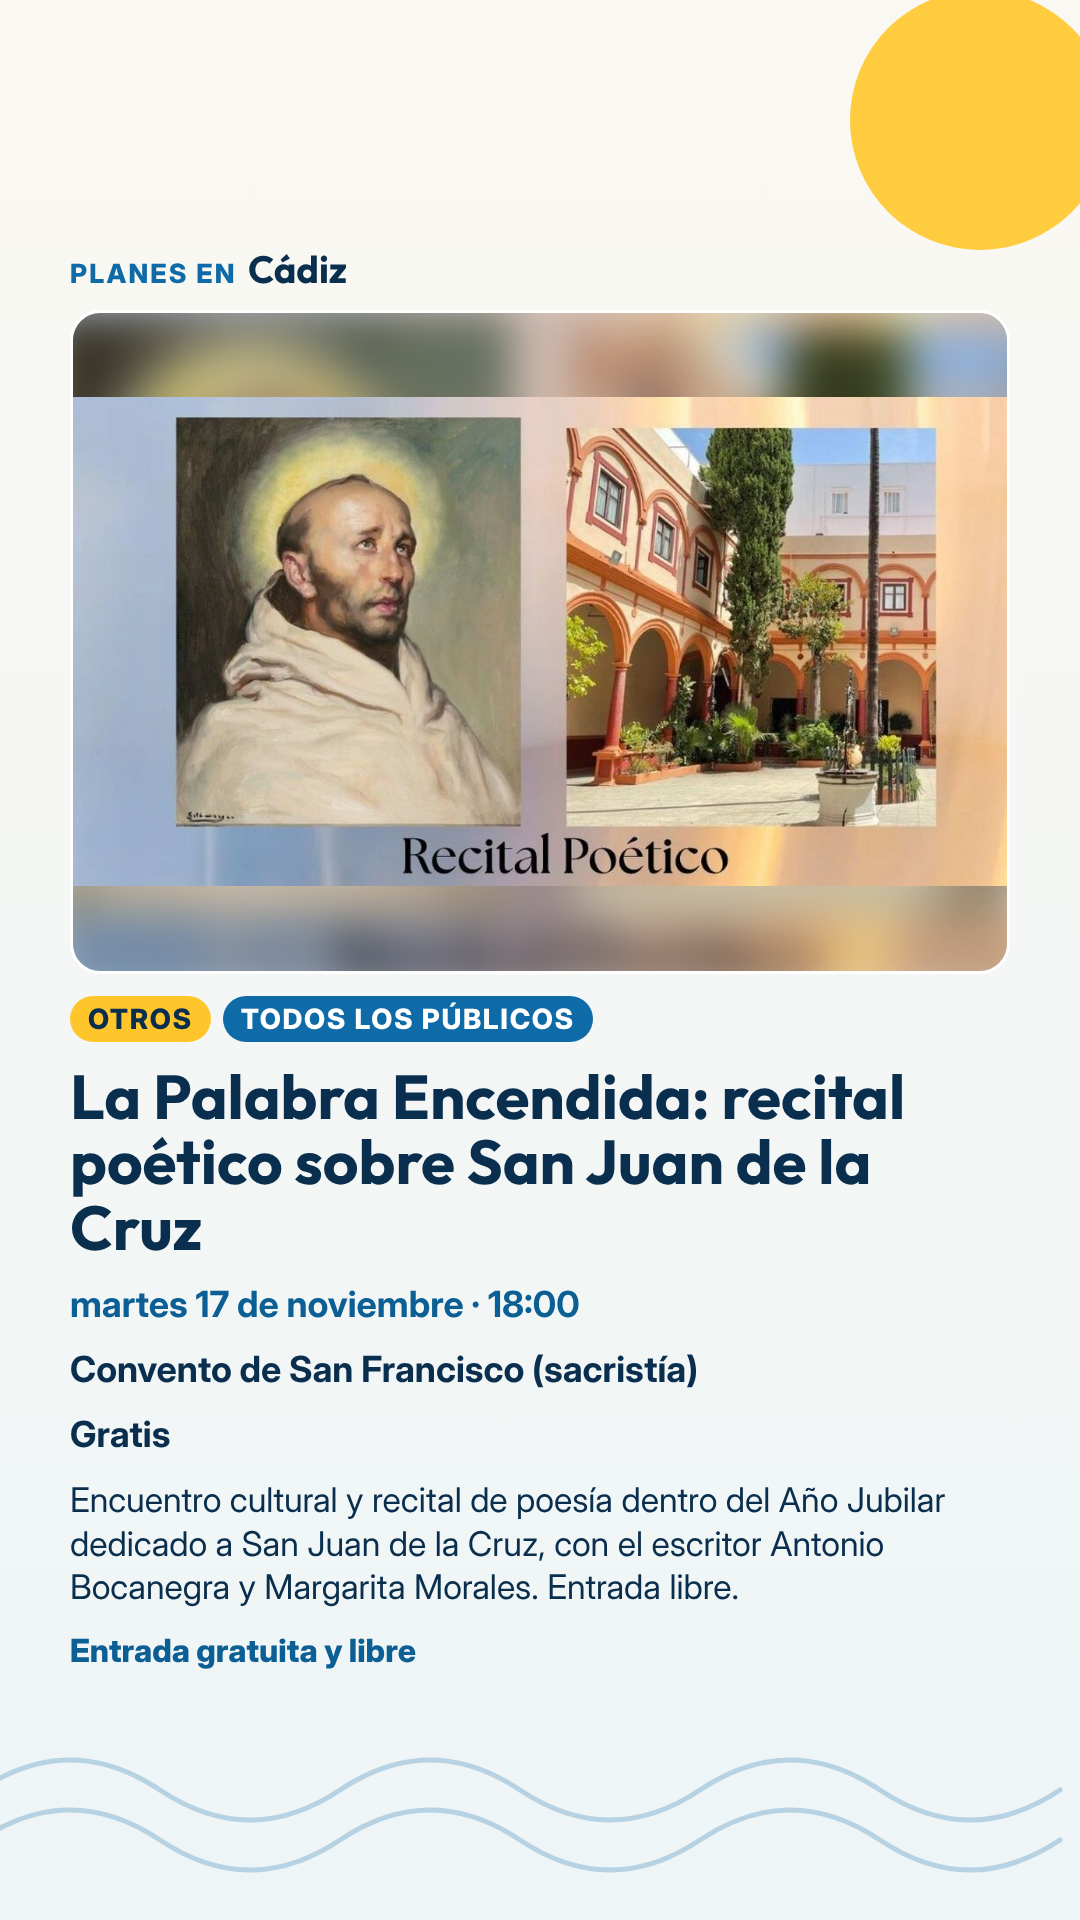 PLANES EN Cádiz
Recital Poético
OTROS
TODOS LOS PÚBLICOS
La Palabra Encendida: recital
poético sobre San Juan de la
Cruz
martes 17 de noviembre · 18:00
Convento de San Francisco (sacristía)
Gratis
Encuentro cultural y recital de poesía dentro del Año Jubilar
dedicado a San Juan de la Cruz, con el escritor Antonio
Bocanegra y Margarita Morales. Entrada libre.
Entrada gratuita y libre